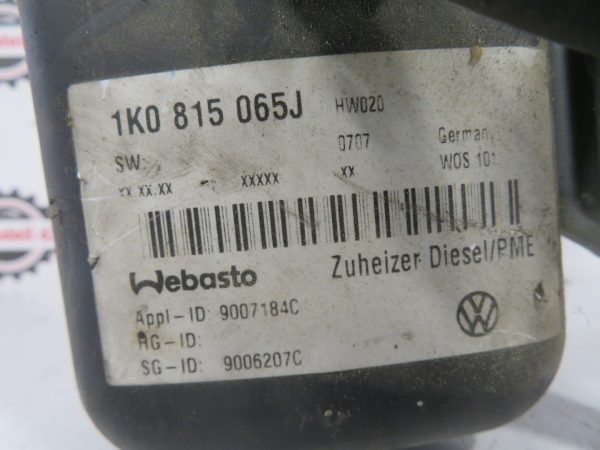 1K0 815 065J HW020
SW: 0707 German
xx xx.xx xxxxx xx WOS 101
Webasto Zuheizer Diesel/PME
Appl-ID: 9007184C
HG-ID:
SG-ID: 9006207C